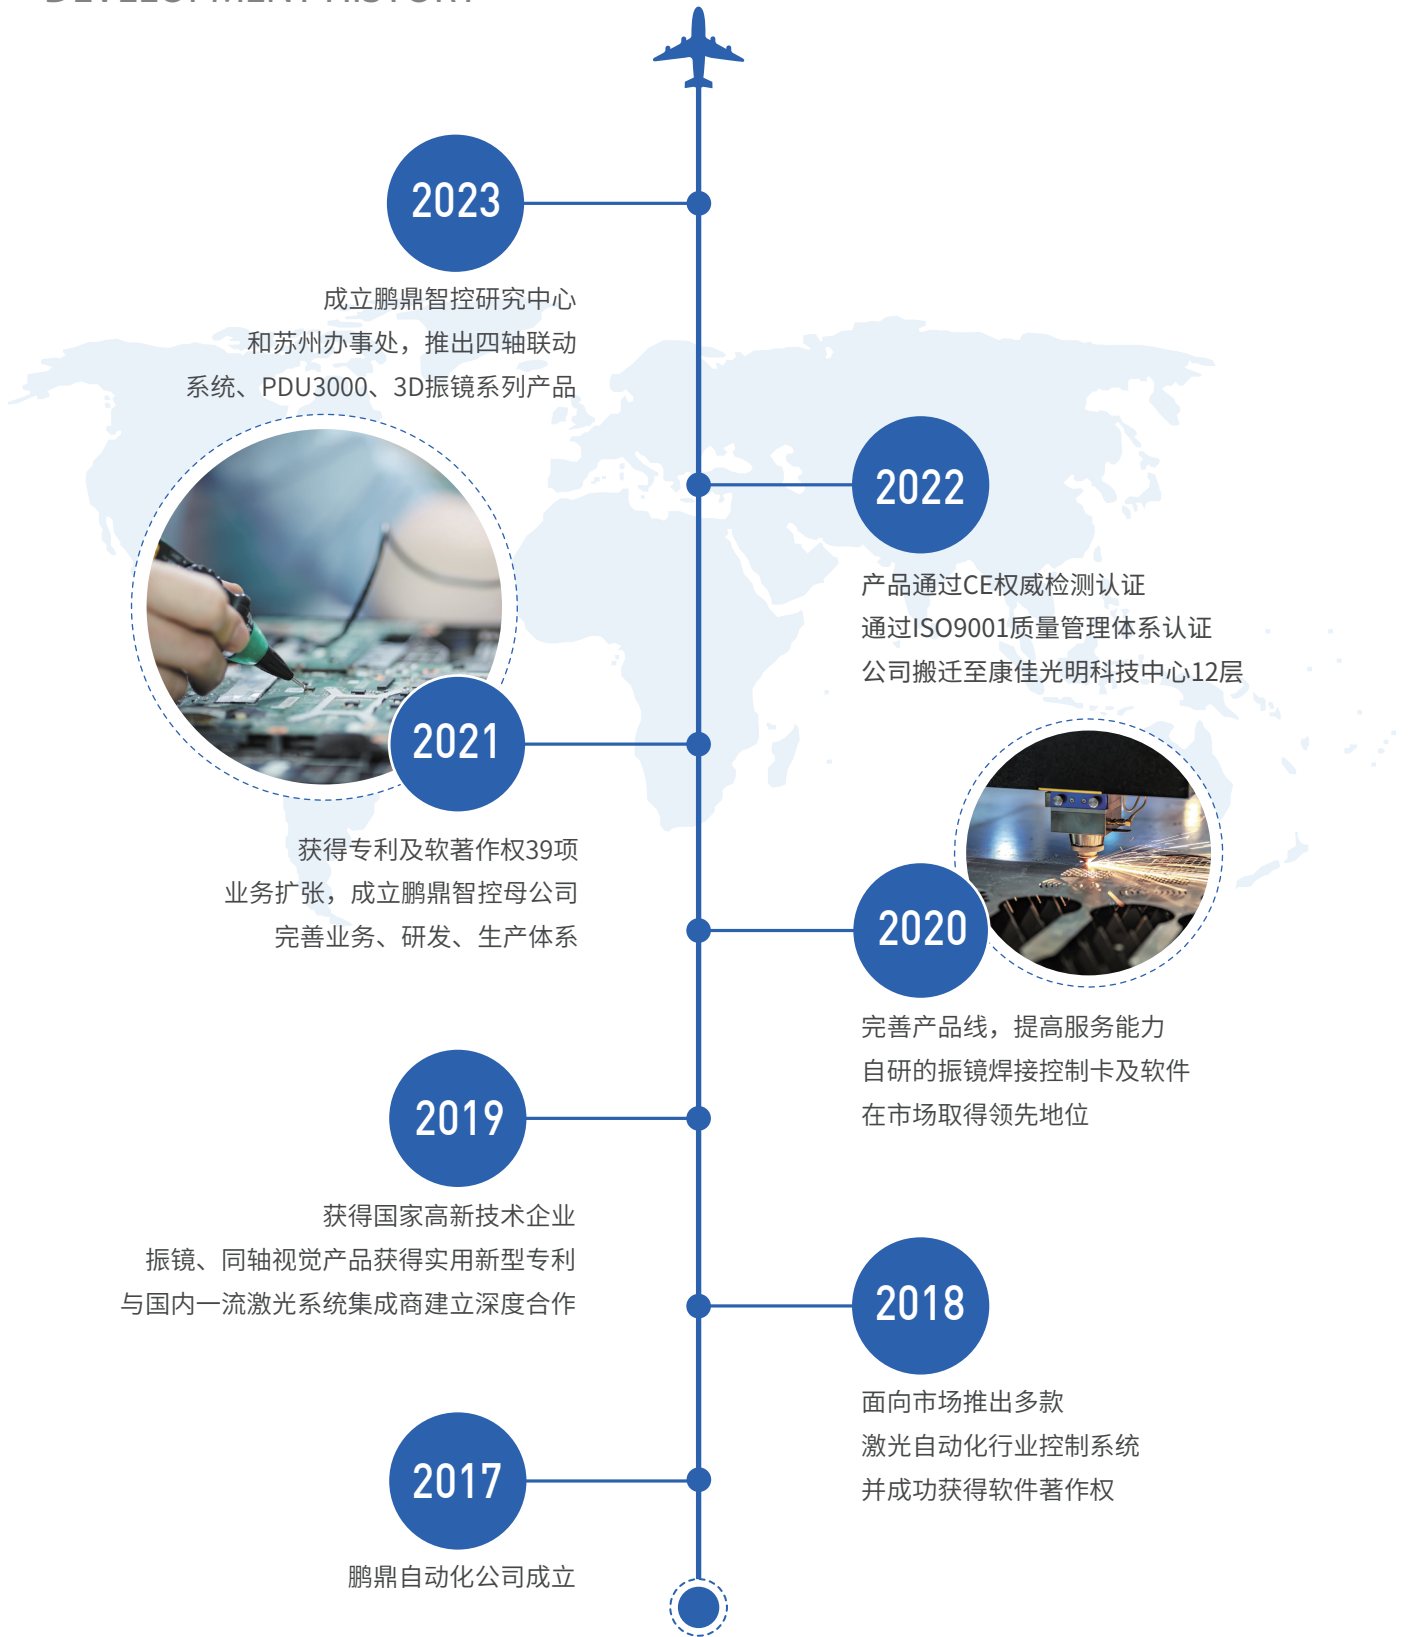 DEVELOPMENT HISTORY
2023
成立鹏鼎智控研究中心
和苏州办事处，推出四轴联动
系统、PDU3000、3D振镜系列产品
2022
产品通过CE权威检测认证
通过ISO9001质量管理体系认证
公司搬迁至康佳光明科技中心12层
2021
获得专利及软著作权39项
业务扩张，成立鹏鼎智控母公司
完善业务、研发、生产体系
2020
完善产品线，提高服务能力
自研的振镜焊接控制卡及软件
在市场取得领先地位
2019
获得国家高新技术企业
振镜、同轴视觉产品获得实用新型专利
与国内一流激光系统集成商建立深度合作
2018
面向市场推出多款
激光自动化行业控制系统
并成功获得软件著作权
2017
鹏鼎自动化公司成立